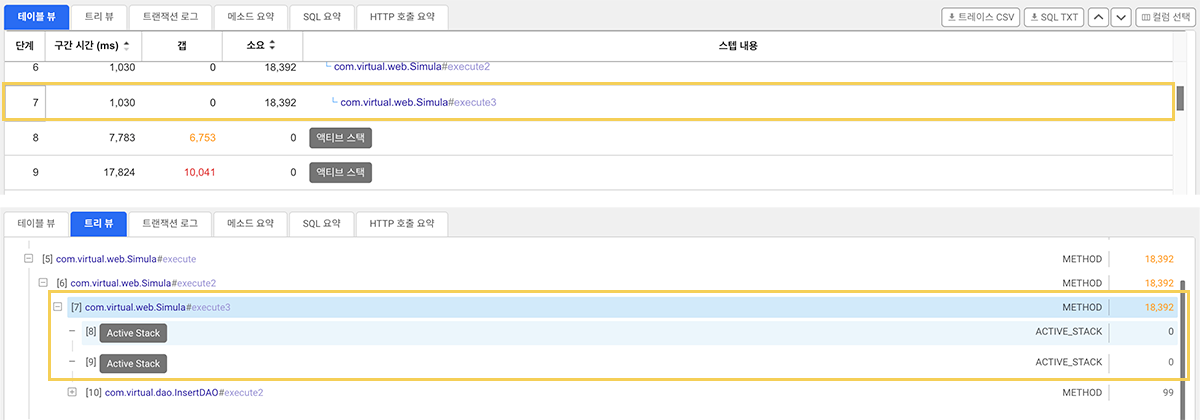 테이블 뷰 트리 뷰 트랜잭션 로그 메소드 요약 SQL 요약 HTTP 호출 요약 트레이스 CSV SQL TXT 컬럼 선택
단계 구간 시간 (ms) 갭 소요 스텝 내용
6 1,030 0 18,392 com.virtual.web.Simula#execute2
7 1,030 0 18,392 com.virtual.web.Simula#execute3
8 7,783 6,753 0 액티브 스택
9 17,824 10,041 0 액티브 스택
테이블 뷰 트리 뷰 트랜잭션 로그 메소드 요약 SQL 요약 HTTP 호출 요약
[5] com.virtual.web.Simula#execute METHOD 18,392
[6] com.virtual.web.Simula#execute2 METHOD 18,392
[7] com.virtual.web.Simula#execute3 METHOD 18,392
[8] Active Stack ACTIVE_STACK 0
[9] Active Stack ACTIVE_STACK 0
[10] com.virtual.dao.InsertDAO#execute2 METHOD 99